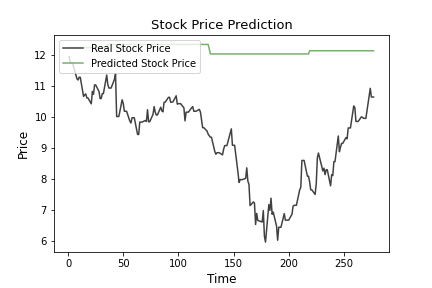 Stock Price Prediction
Real Stock Price
Predicted Stock Price
12
11
10
9
8
7
6
Price
0 50 100 150 200 250
Time